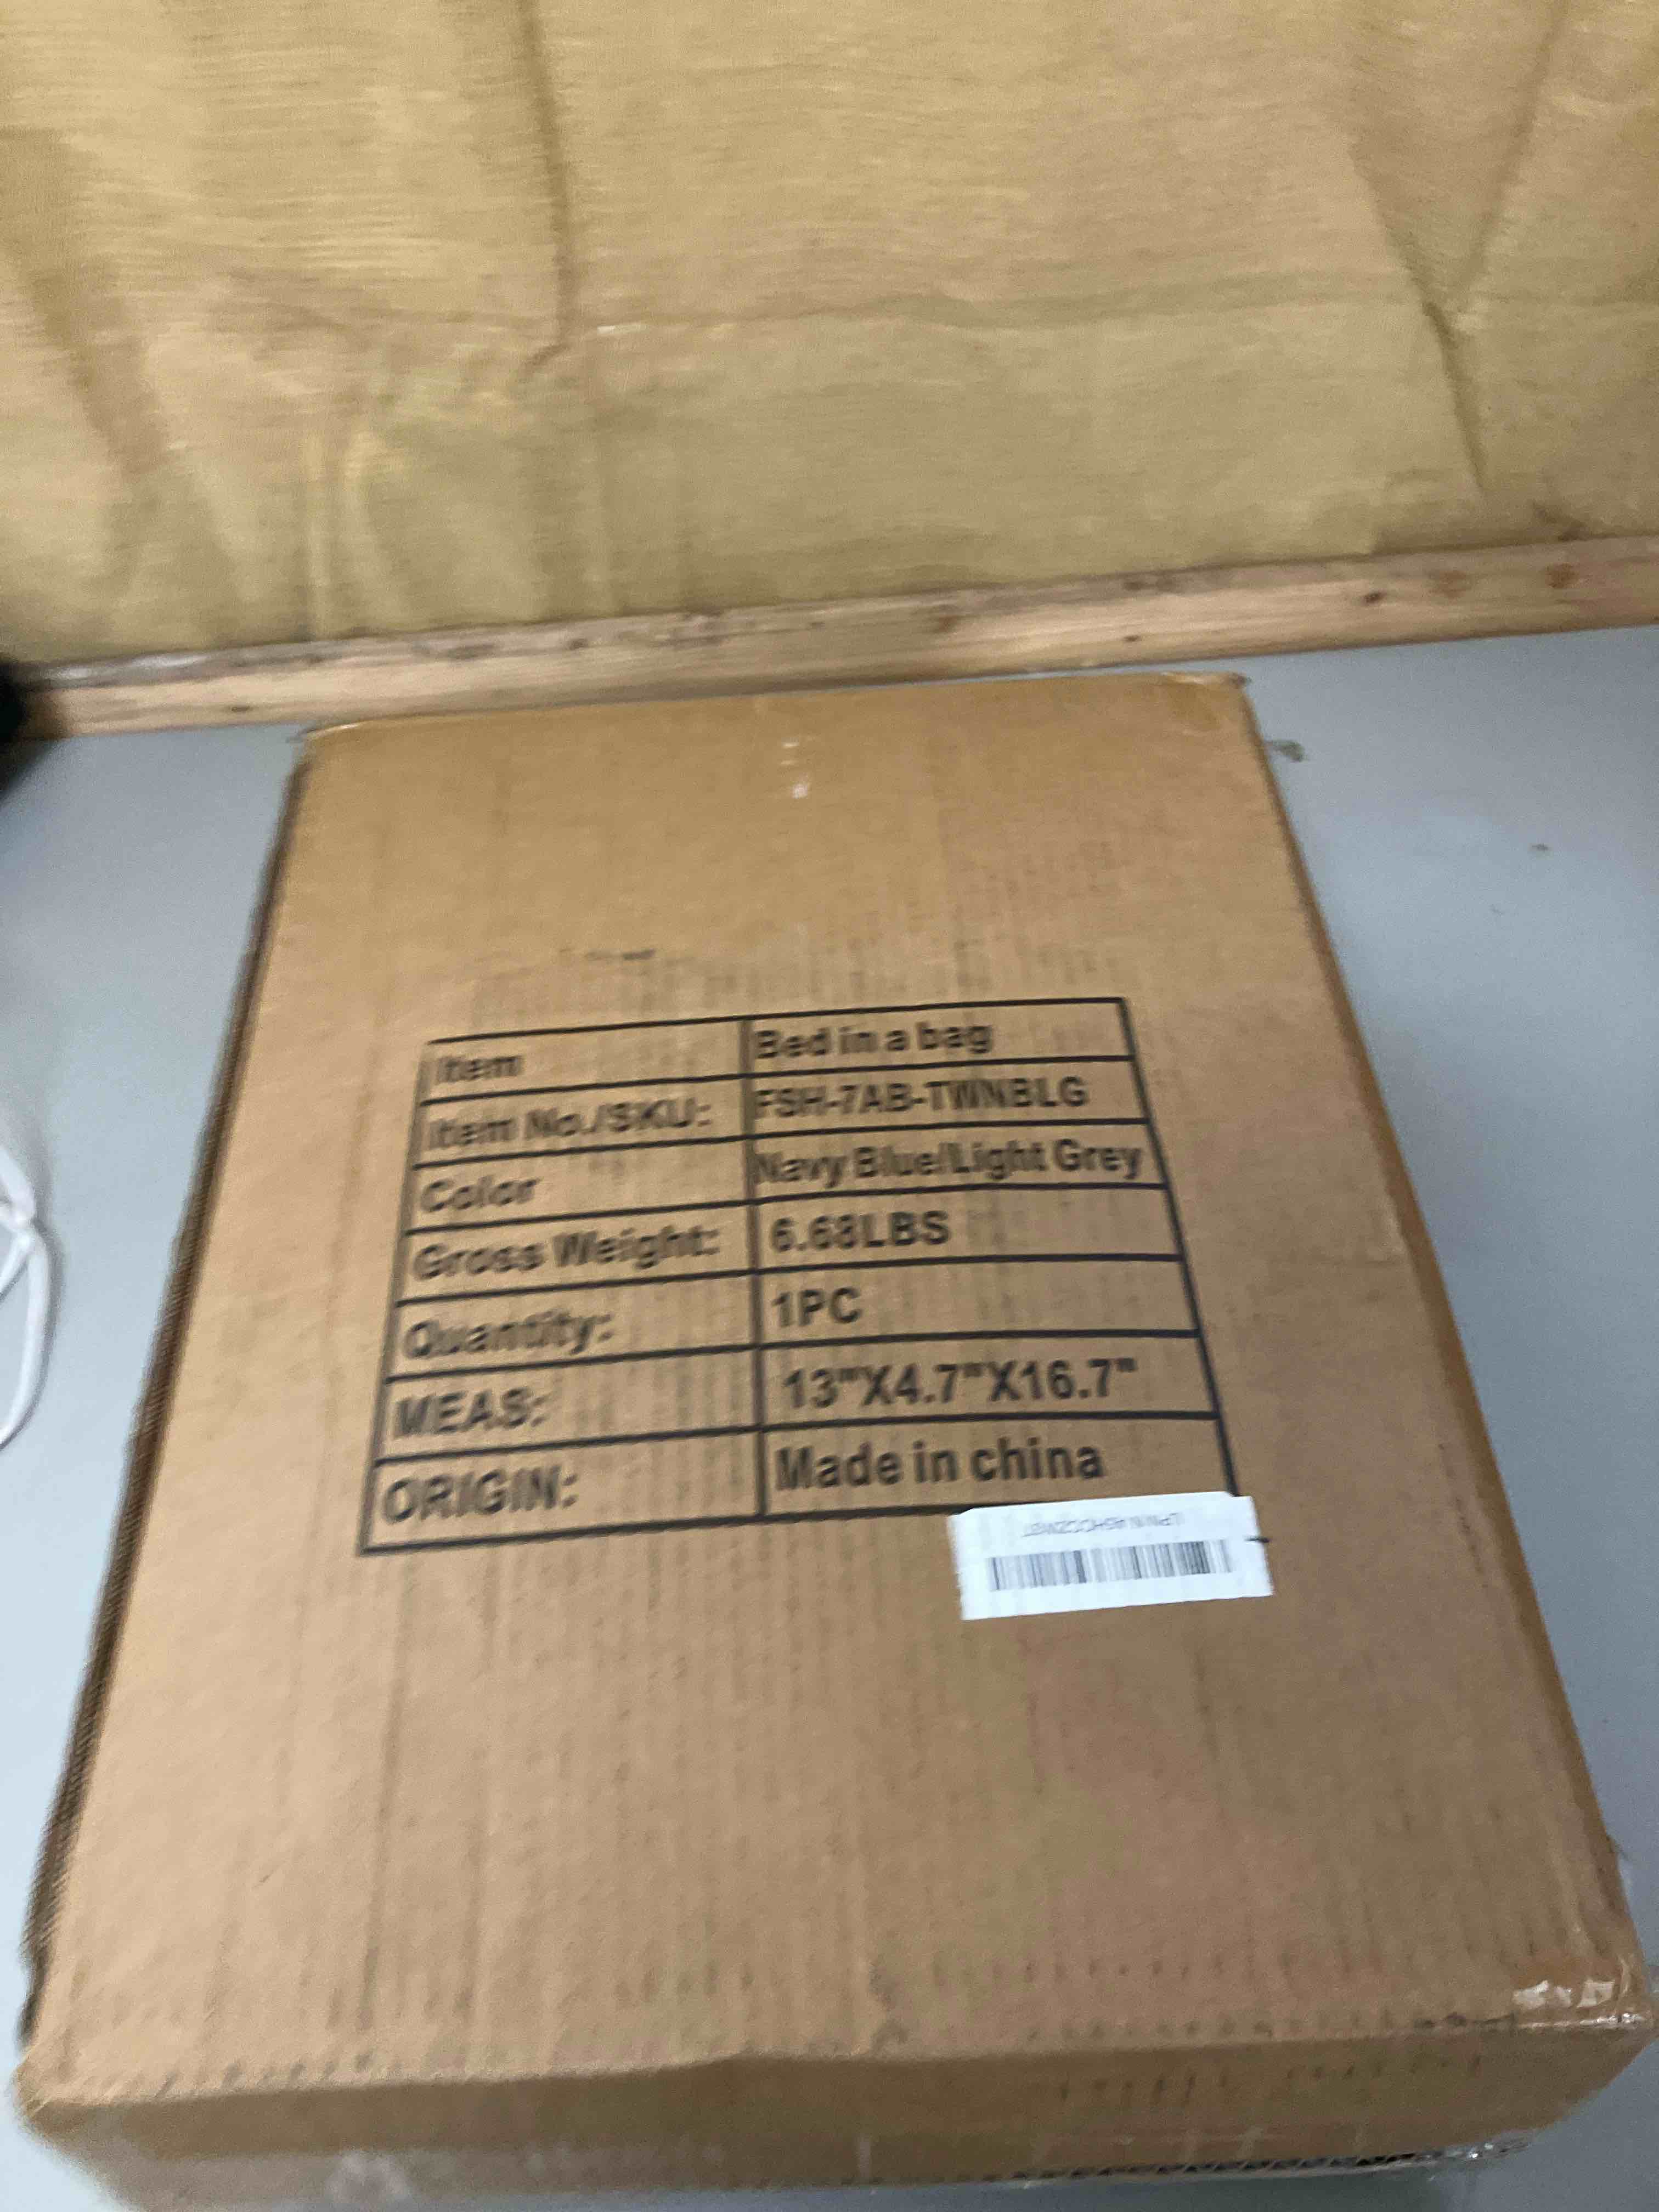 Item Bed in a bag
Item No./SKU: FSH-7AB-TWNBLG
Color Navy Blue/Light Grey
Gross Weight: 6.68LBS
Quantity: 1PC
MEAS: 13"X4.7"X16.7"
ORIGIN: Made in china